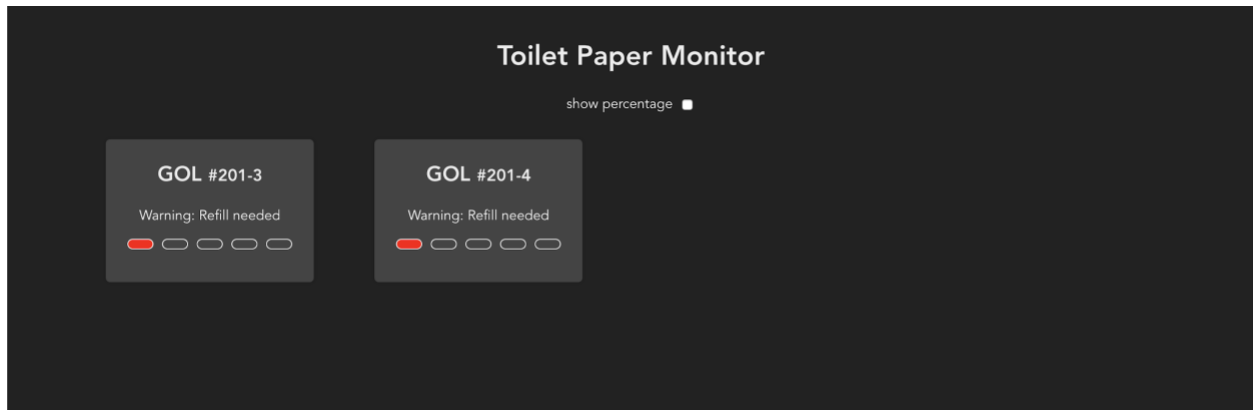 Toilet Paper Monitor
show percentage
GOL #201-3
Warning: Refill needed
GOL #201-4
Warning: Refill needed